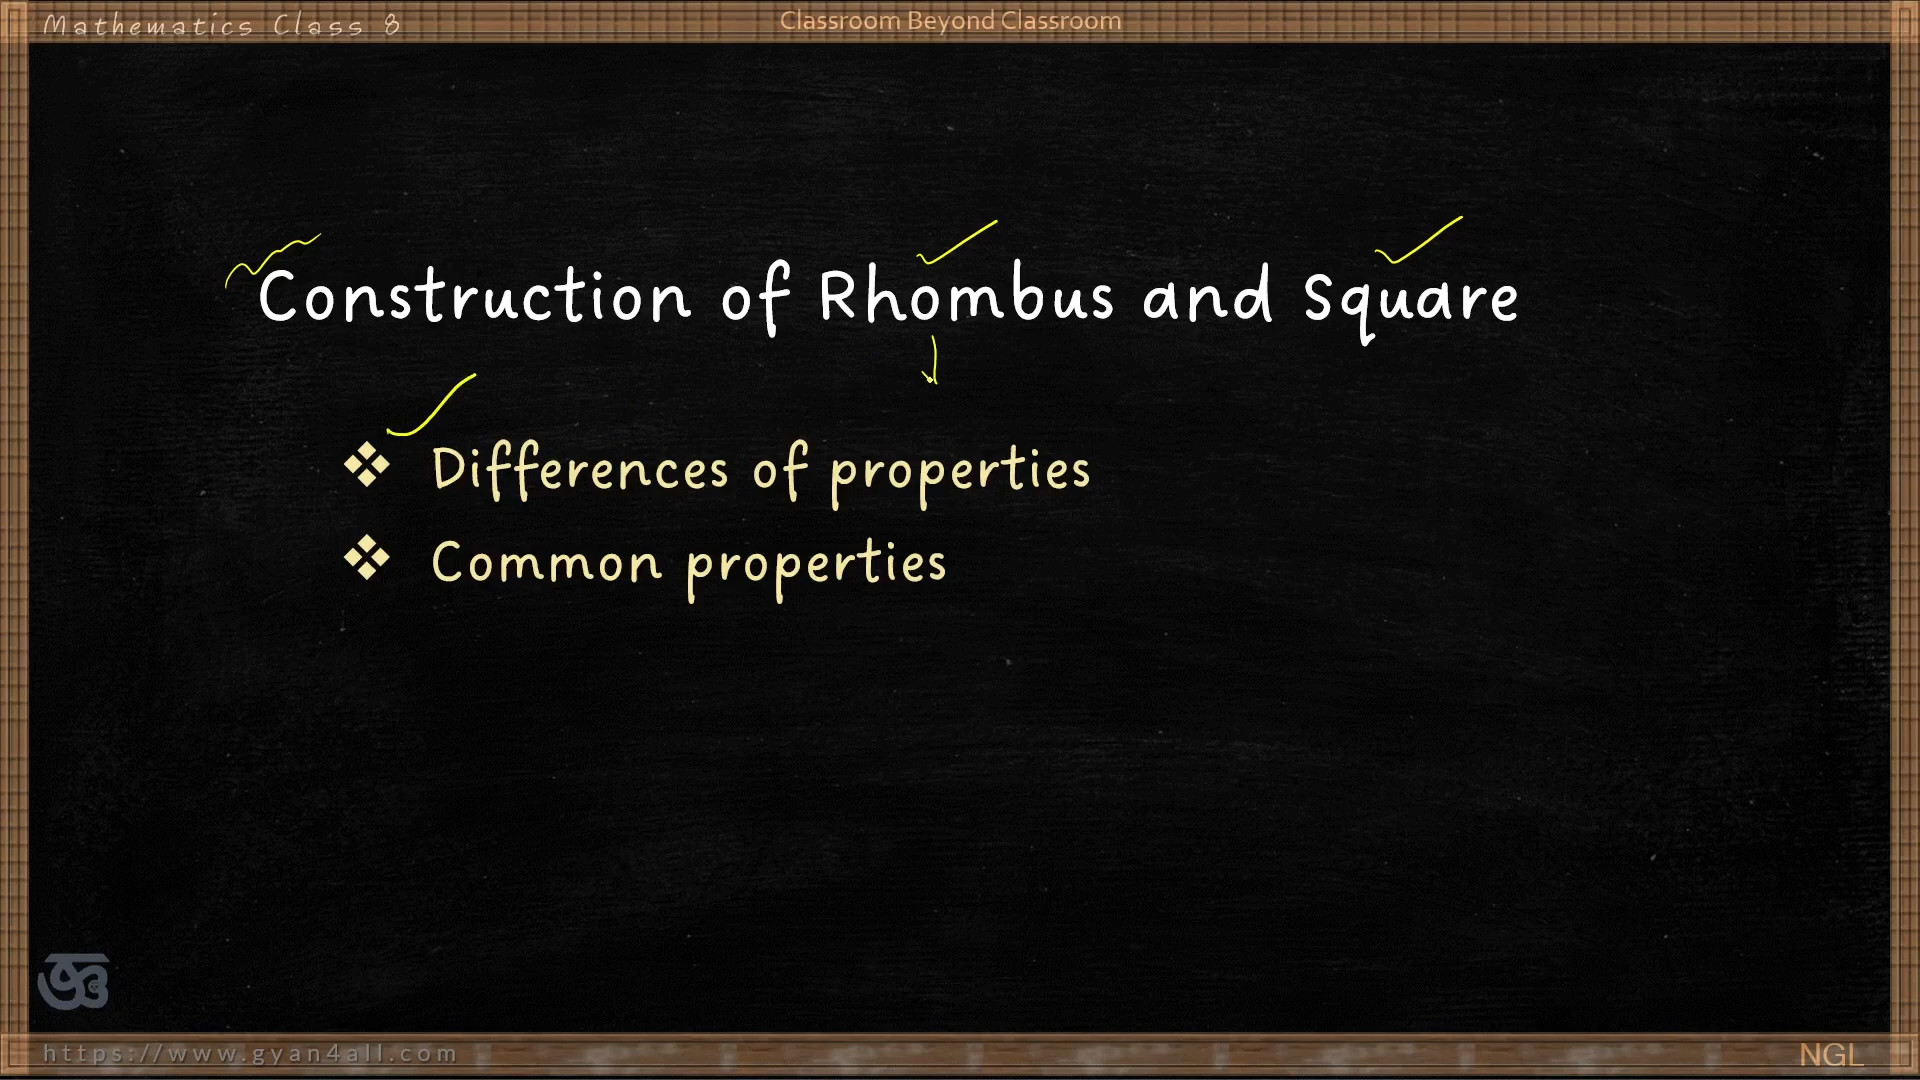 Mathematics Class 8
Classroom Beyond Classroom
Construction of Rhombus and Square
❖ Differences of properties
❖ Common properties
https://www.gyan4all.com
NGL